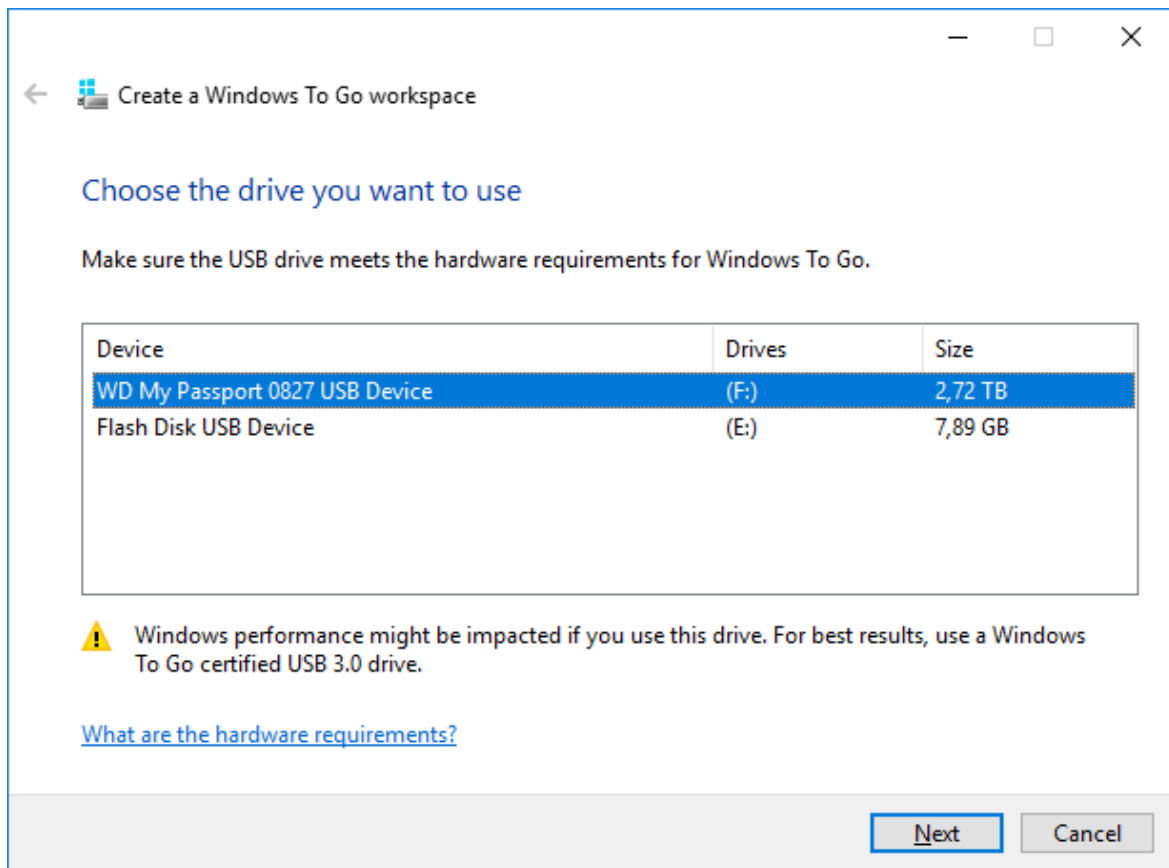 Create a Windows To Go workspace
Choose the drive you want to use
Make sure the USB drive meets the hardware requirements for Windows To Go.
Device Drives Size
WD My Passport 0827 USB Device (F:) 2,72 TB
Flash Disk USB Device (E:) 7,89 GB
Windows performance might be impacted if you use this drive. For best results, use a Windows
To Go certified USB 3.0 drive.
What are the hardware requirements?
Next Cancel